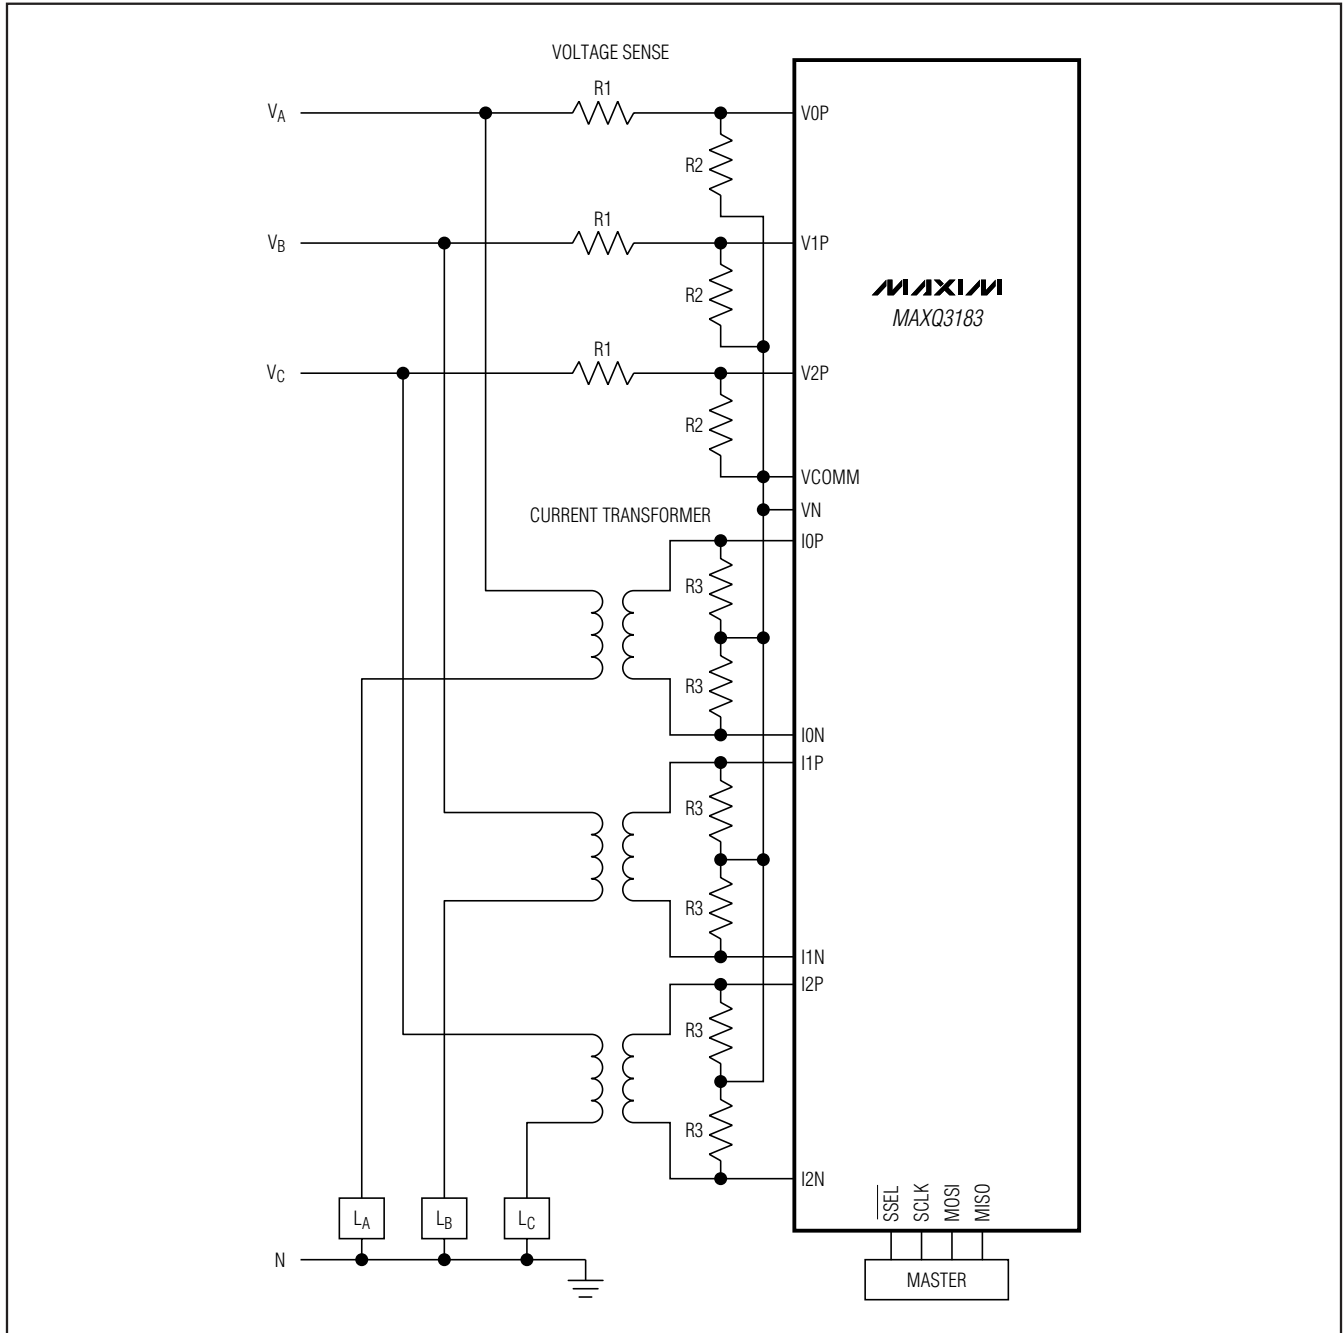 VOLTAGE SENSE
R1
VA
V0P
R2
R1
VB
V1P
R2
MAXIM
MAXQ3183
R1
VC
V2P
R2
VCOMM
VN
CURRENT TRANSFORMER
I0P
R3
R3
I0N
I1P
R3
R3
I1N
I2P
R3
R3
I2N
SSEL
SCLK
MOSI
MISO
LA
LB
LC
N
MASTER